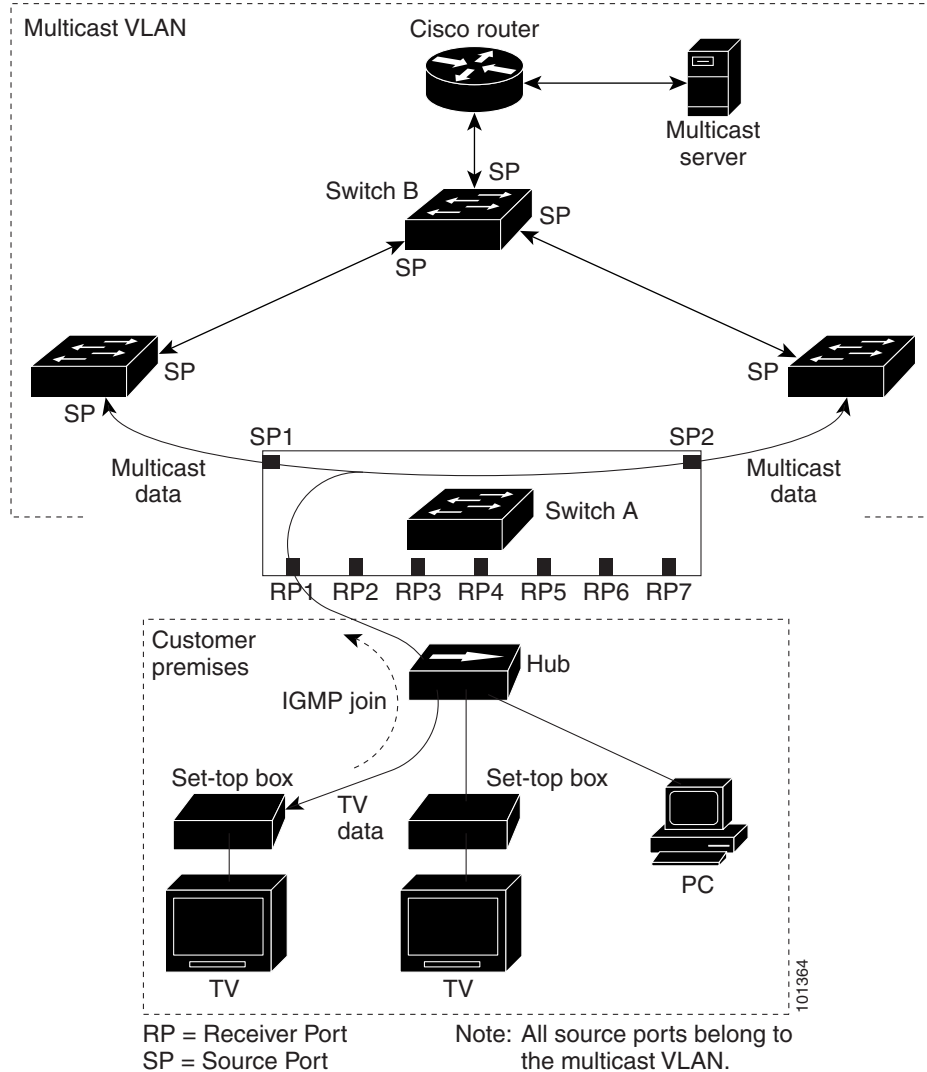 Multicast VLAN
Cisco router
Multicast
server
SP
Switch B
SP
SP
SP
SP
SP
SP1
SP2
Multicast
data
Multicast
data
Switch A
RP1 RP2 RP3 RP4 RP5 RP6 RP7
Customer
premises
Hub
IGMP join
Set-top box
Set-top box
TV
data
PC
TV
TV
101364
RP = Receiver Port
SP = Source Port
Note: All source ports belong to
the multicast VLAN.